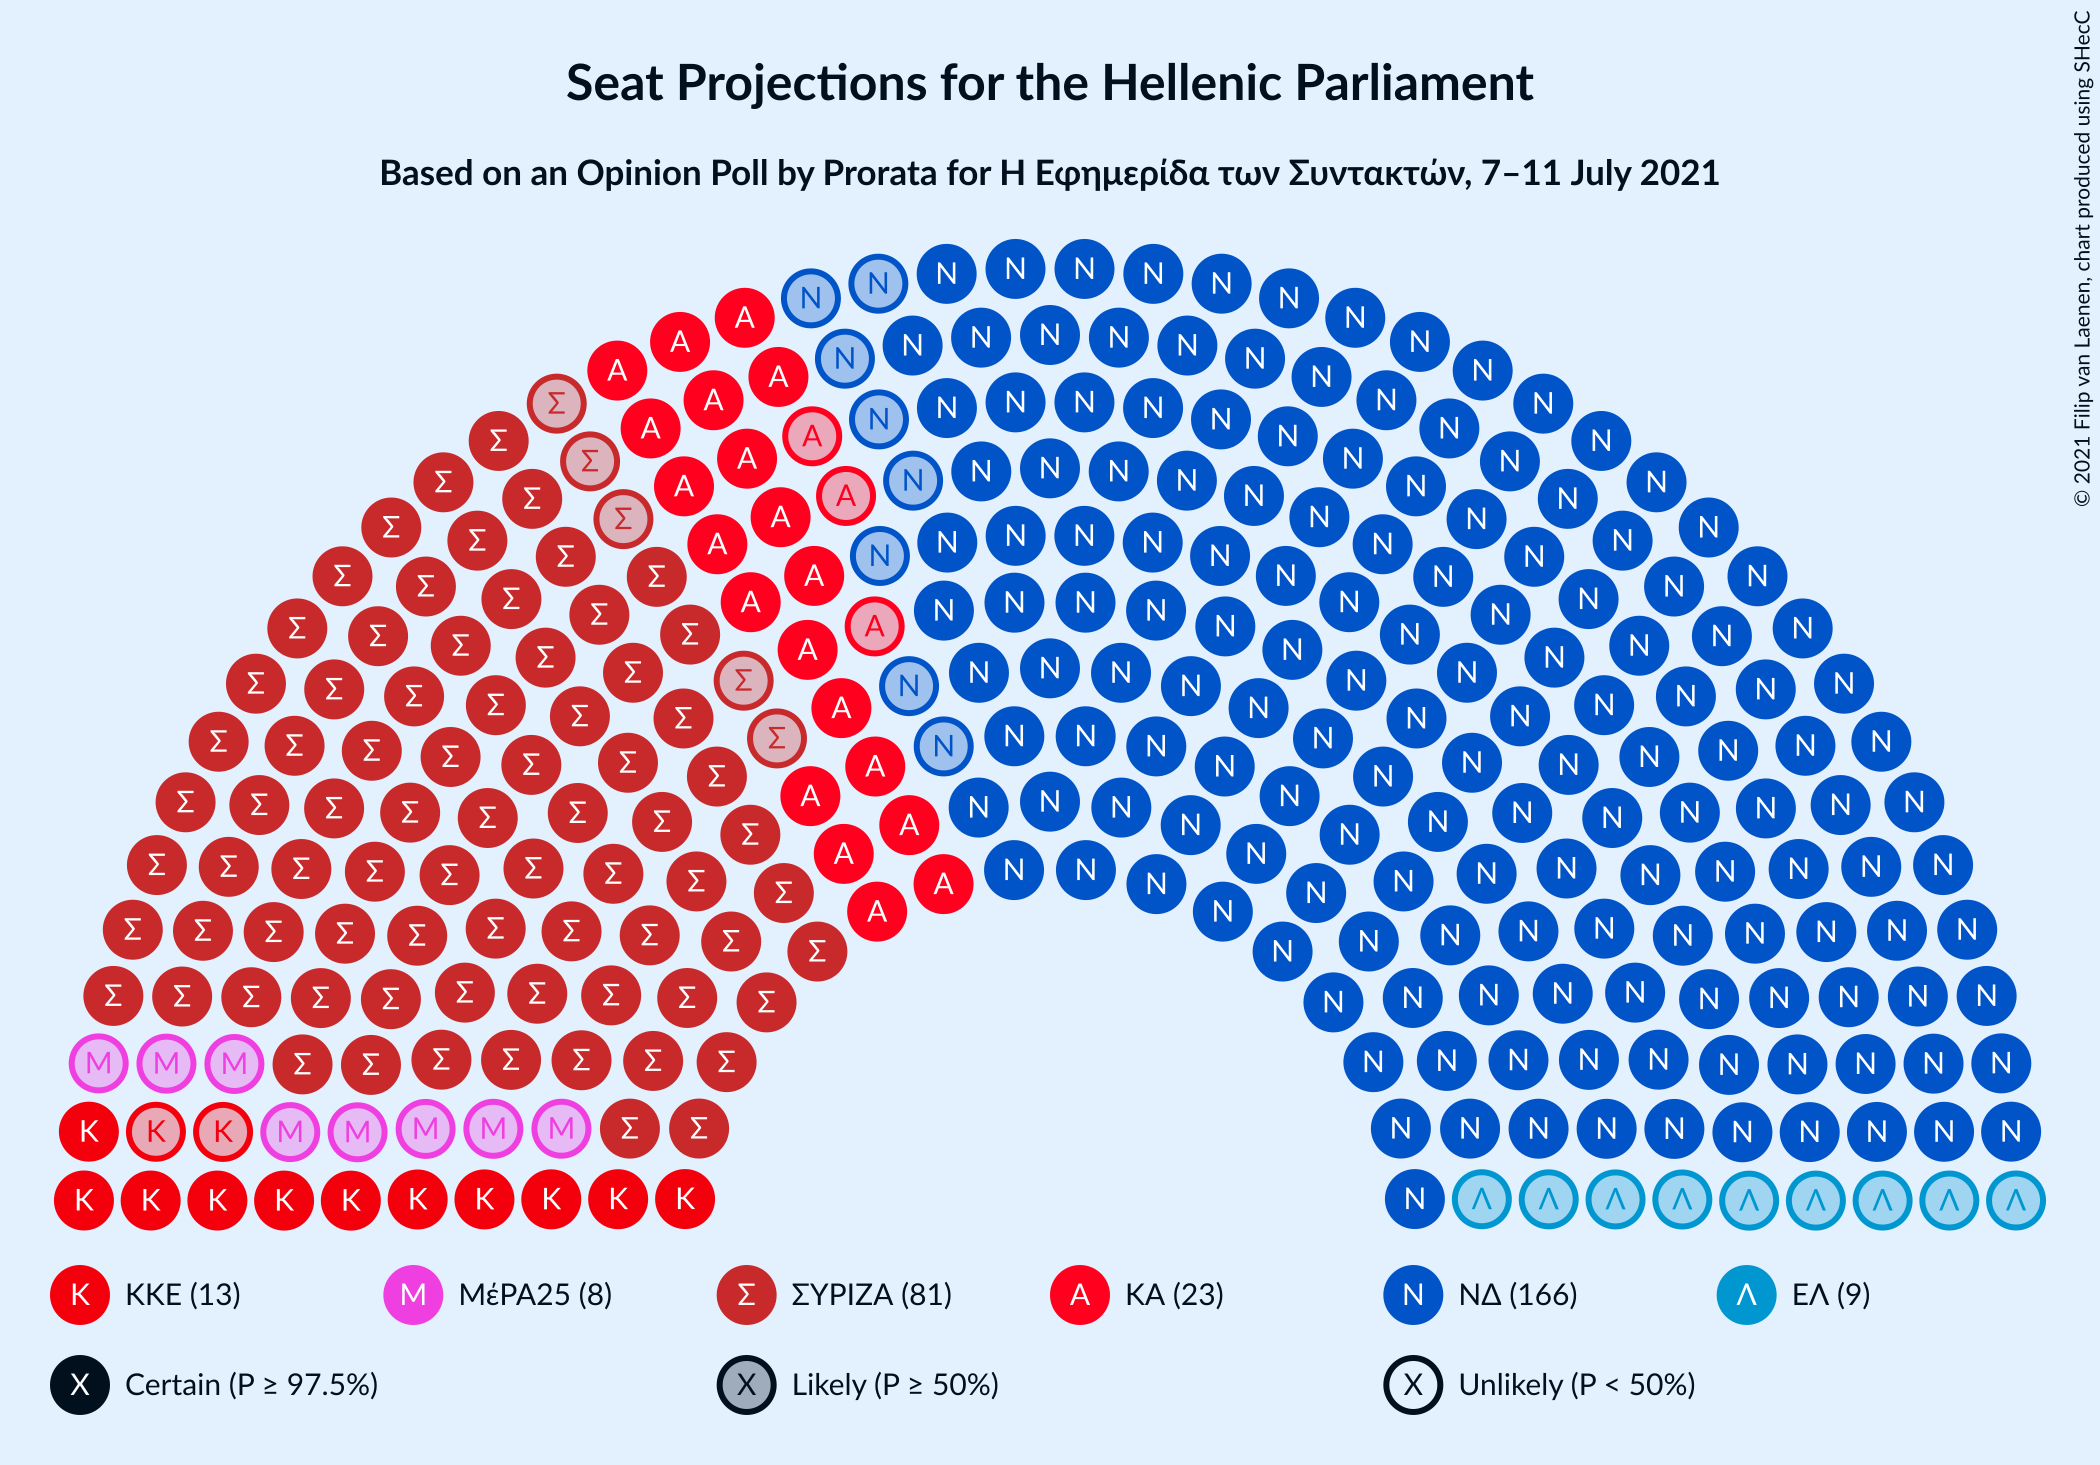 Seat Projections for the Hellenic Parliament
Based on an Opinion Poll by Prorata for Η Εφημερίδα των Συντακτών, 7–11 July 2021
© 2021 Filip van Laenen, chart produced using SHecC
Κ ΚΚΕ (13)
Μ ΜέΡΑ25 (8)
Σ ΣΥΡΙΖΑ (81)
Α ΚΑ (23)
Ν ΝΔ (166)
Λ ΕΛ (9)
X Certain (P ≥ 97.5%)
X Likely (P ≥ 50%)
X Unlikely (P < 50%)